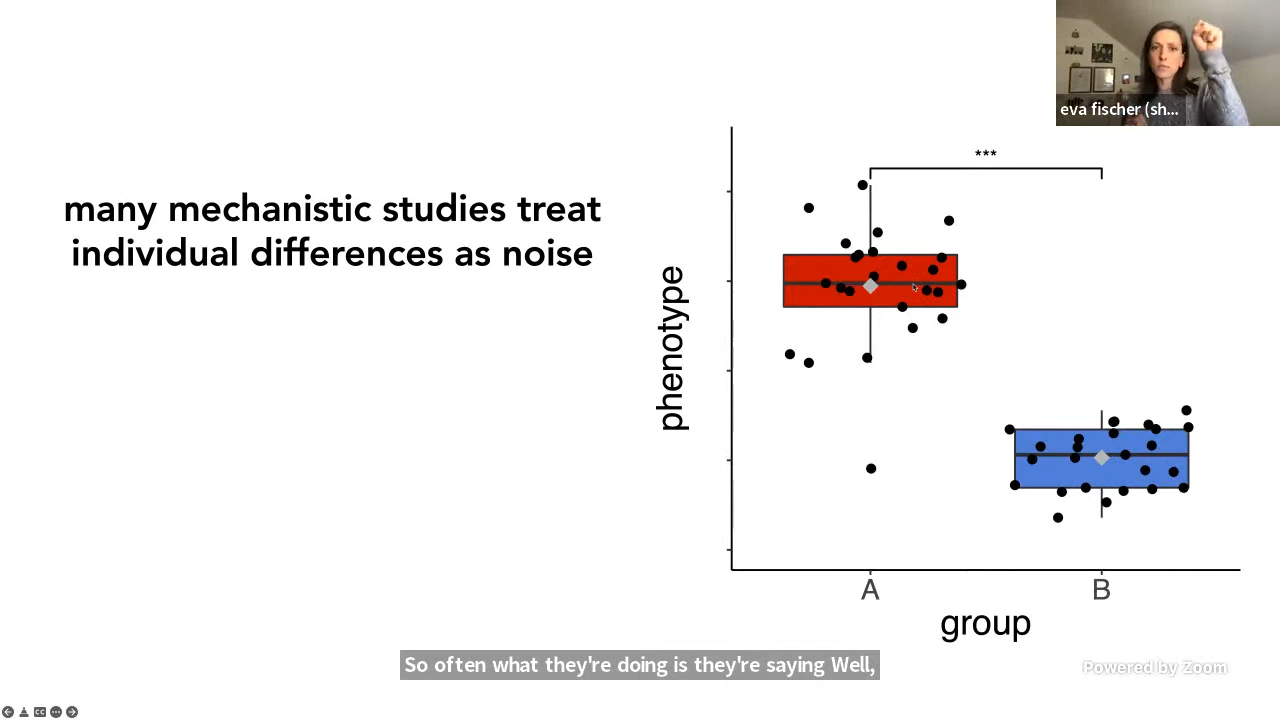 eva fischer (sh...
many mechanistic studies treat
individual differences as noise
***
phenotype
A
B
group
So often what they're doing is they're saying Well,
Powered by Zoom
CC